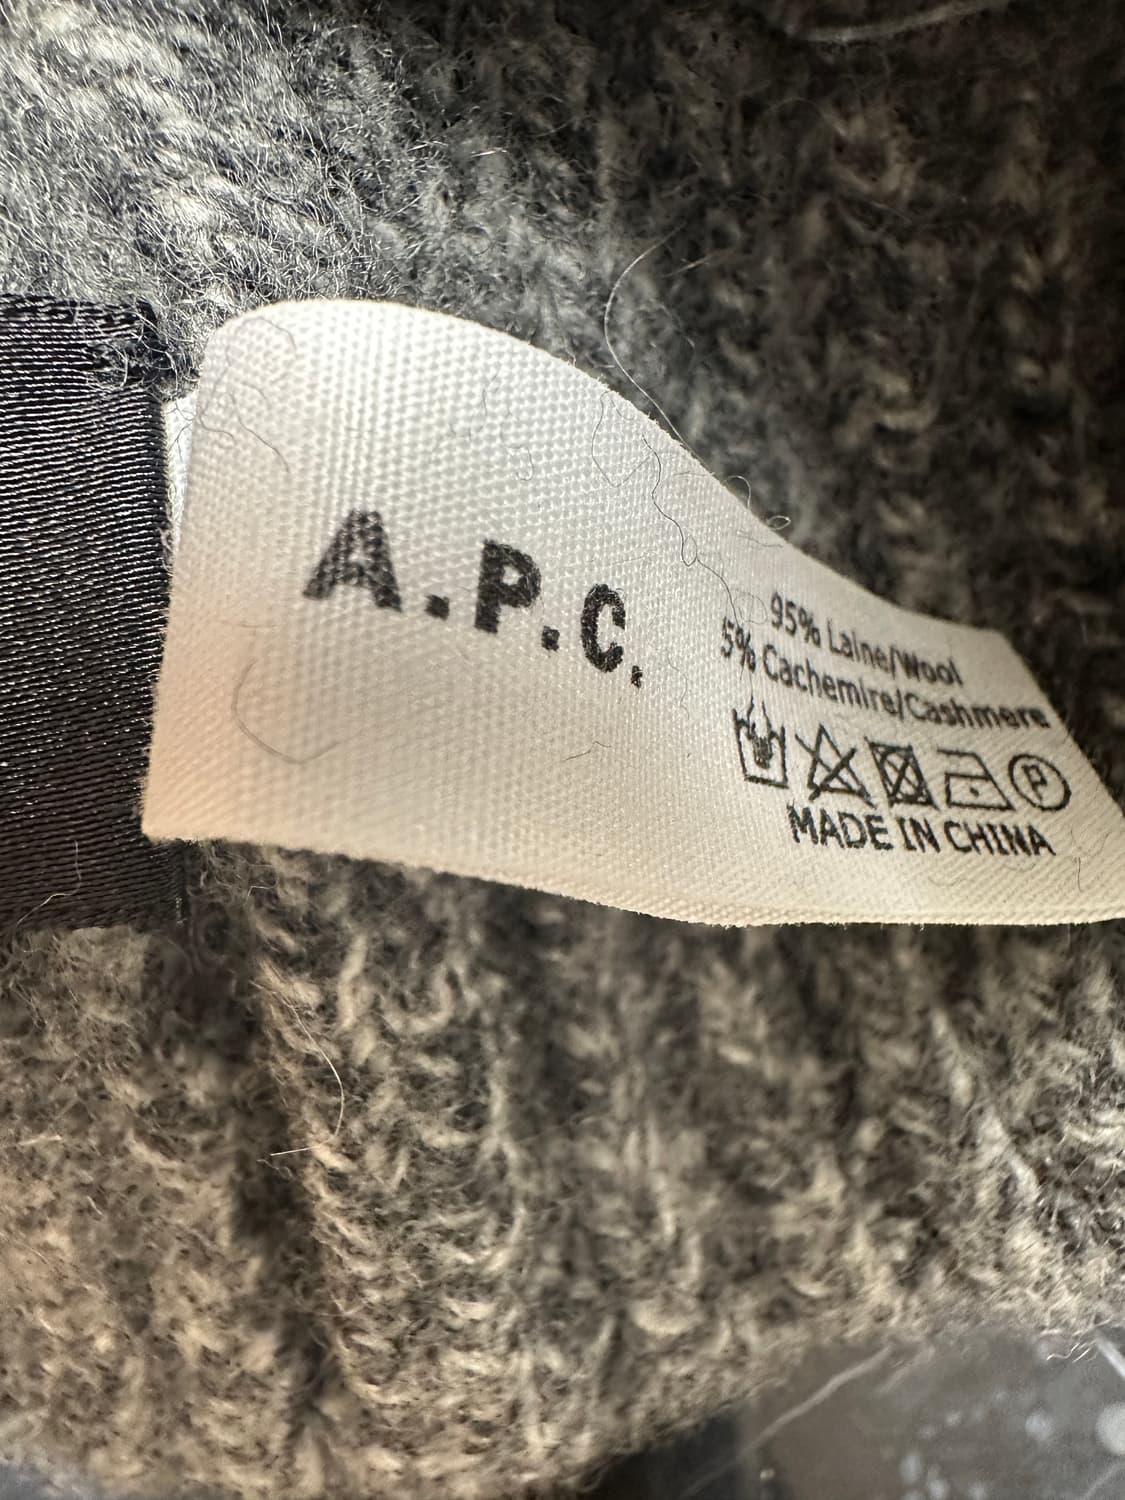 A.P.C.
95% Laine/Wool
5% Cachemire/Cashmere
P
MADE IN CHINA